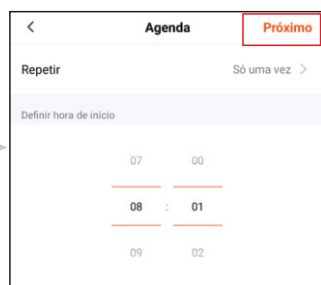 Agenda Próximo
Repetir Só uma vez
Definir hora de início
07 00
08 : 01
09 02